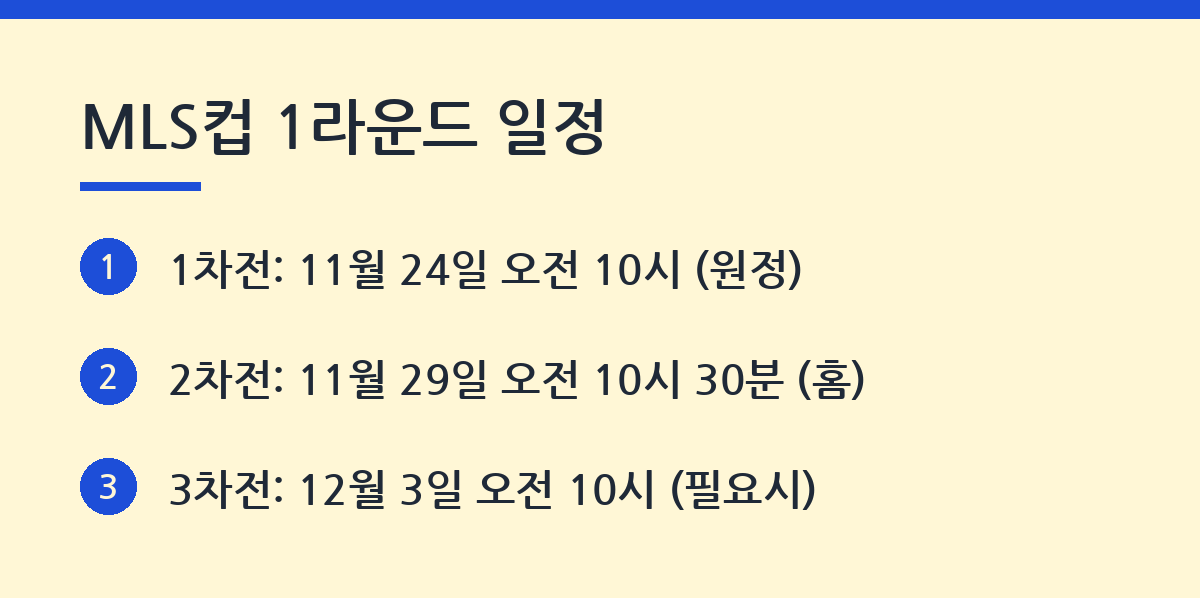 MLS컵 1라운드 일정
1 1차전: 11월 24일 오전 10시 (원정)
2 2차전: 11월 29일 오전 10시 30분 (홈)
3 3차전: 12월 3일 오전 10시 (필요시)